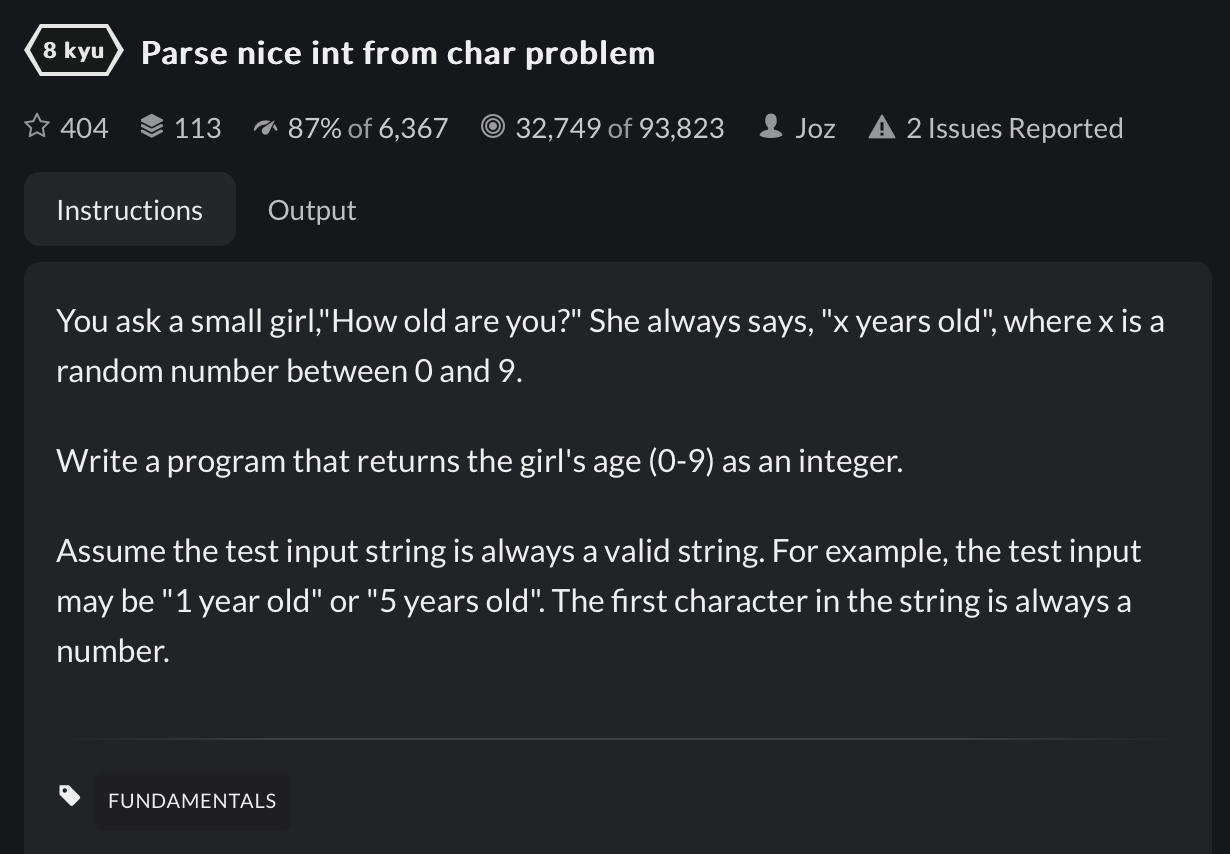 8 kyu Parse nice int from char problem
404 113 87% of 6,367 32,749 of 93,823 Joz 2 Issues Reported
Instructions Output
You ask a small girl,"How old are you?" She always says, "x years old", where x is a
random number between 0 and 9.
Write a program that returns the girl's age (0-9) as an integer.
Assume the test input string is always a valid string. For example, the test input
may be "1 year old" or "5 years old". The first character in the string is always a
number.
FUNDAMENTALS